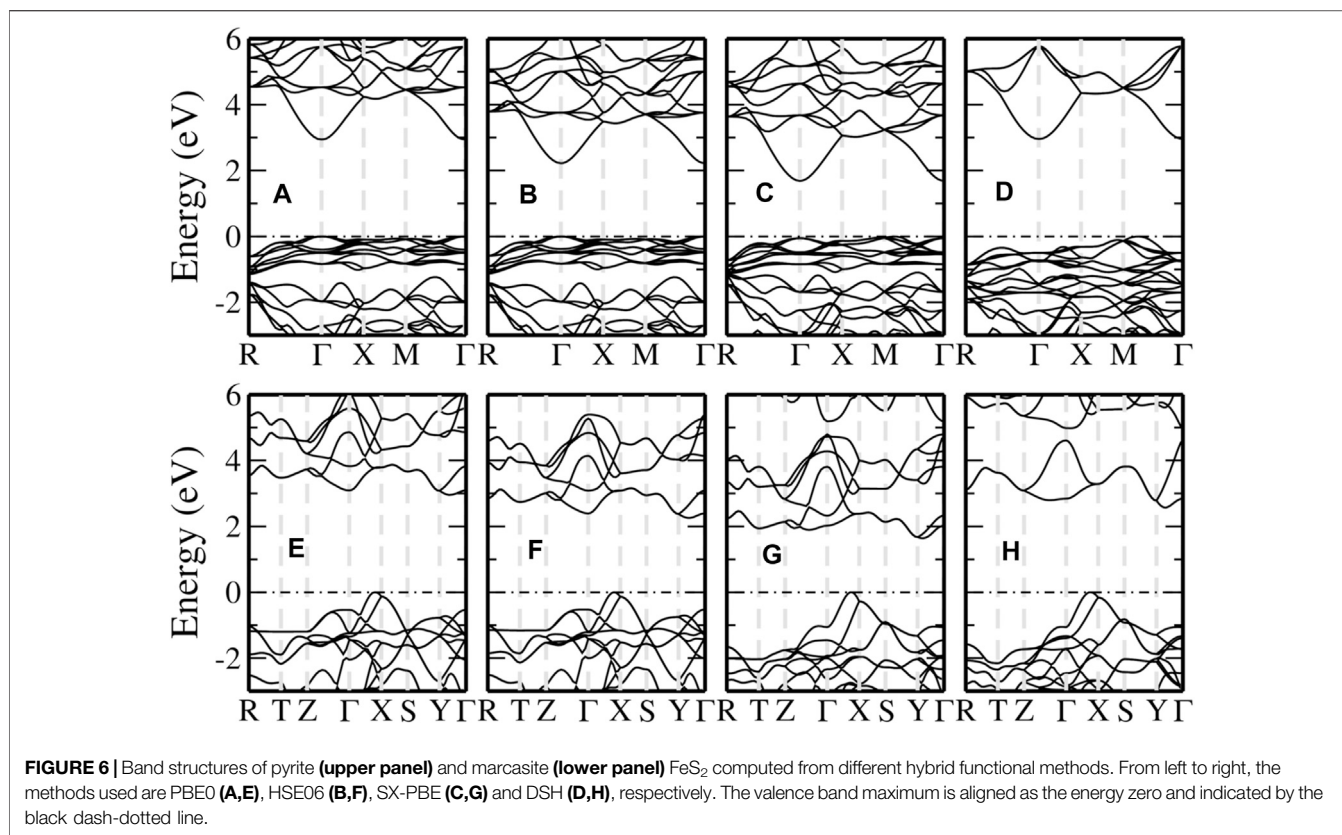 Energy (eV)
6
4
2
0
-2
A
B
C
D
R Γ X M Γ
R Γ X M Γ
R Γ X M Γ
R Γ X M Γ
Energy (eV)
6
4
2
0
-2
E
F
G
H
R T Z Γ X S Y Γ
R T Z Γ X S Y Γ
R T Z Γ X S Y Γ
R T Z Γ X S Y Γ
FIGURE 6 | Band structures of pyrite (upper panel) and marcasite (lower panel) FeS₂ computed from different hybrid functional methods. From left to right, the
methods used are PBE0 (A,E), HSE06 (B,F), SX-PBE (C,G) and DSH (D,H), respectively. The valence band maximum is aligned as the energy zero and indicated by the
black dash-dotted line.